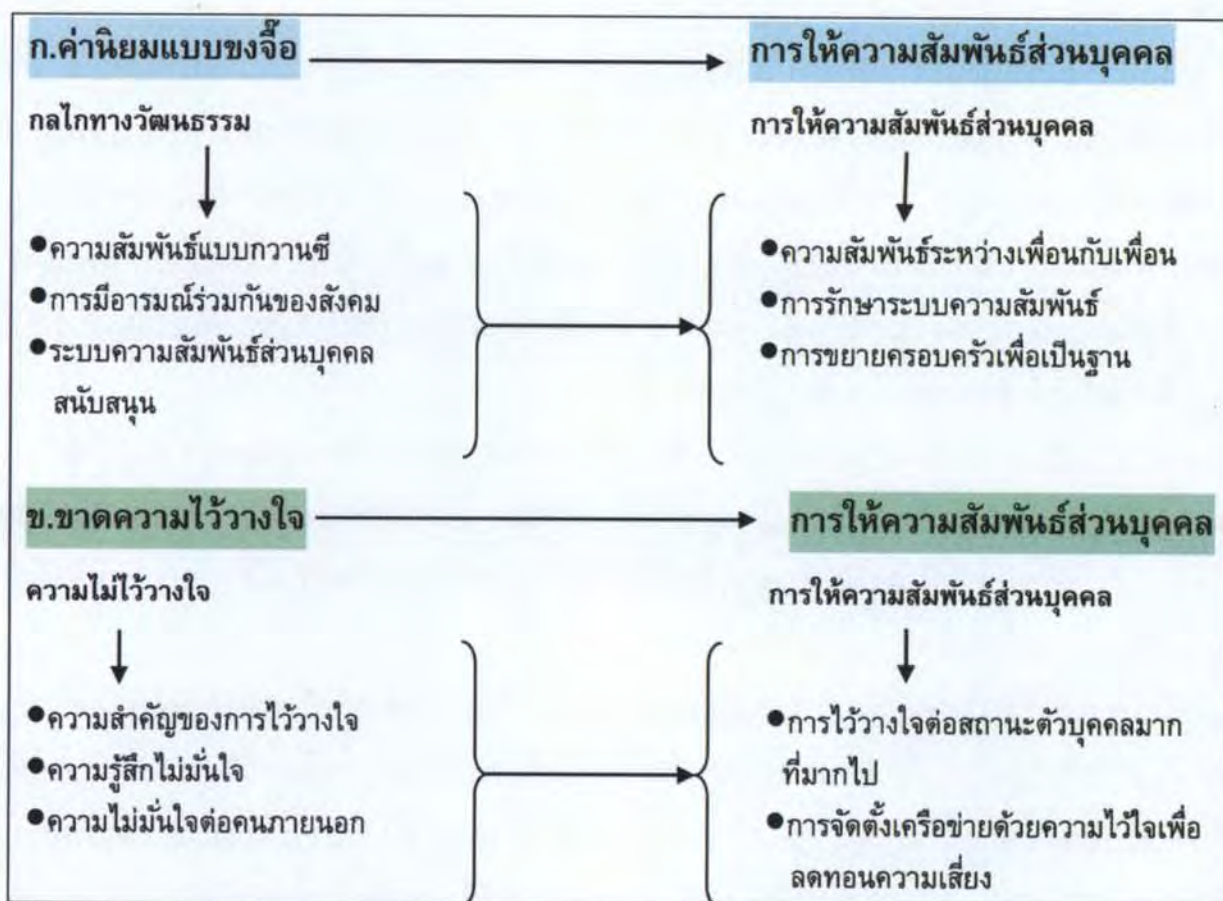 ก.ค่านิยมแบบขงจื๊อ
การให้ความสัมพันธ์ส่วนบุคคล
กลไกทางวัฒนธรรม
การให้ความสัมพันธ์ส่วนบุคคล
●ความสัมพันธ์แบบกวานซี
●การมีอารมณ์ร่วมกันของสังคม
●ระบบความสัมพันธ์ส่วนบุคคล
สนับสนุน
●ความสัมพันธ์ระหว่างเพื่อนกับเพื่อน
●การรักษาระบบความสัมพันธ์
●การขยายครอบครัวเพื่อเป็นฐาน
ข.ขาดความไว้วางใจ
การให้ความสัมพันธ์ส่วนบุคคล
ความไม่ไว้วางใจ
การให้ความสัมพันธ์ส่วนบุคคล
●ความสำคัญของการไว้วางใจ
●ความรู้สึกไม่มั่นใจ
●ความไม่มั่นใจต่อคนภายนอก
●การไว้วางใจต่อสถานะตัวบุคคลมาก
ที่มากไป
●การจัดตั้งเครือข่ายด้วยความไว้ใจเพื่อ
ลดทอนความเสี่ยง